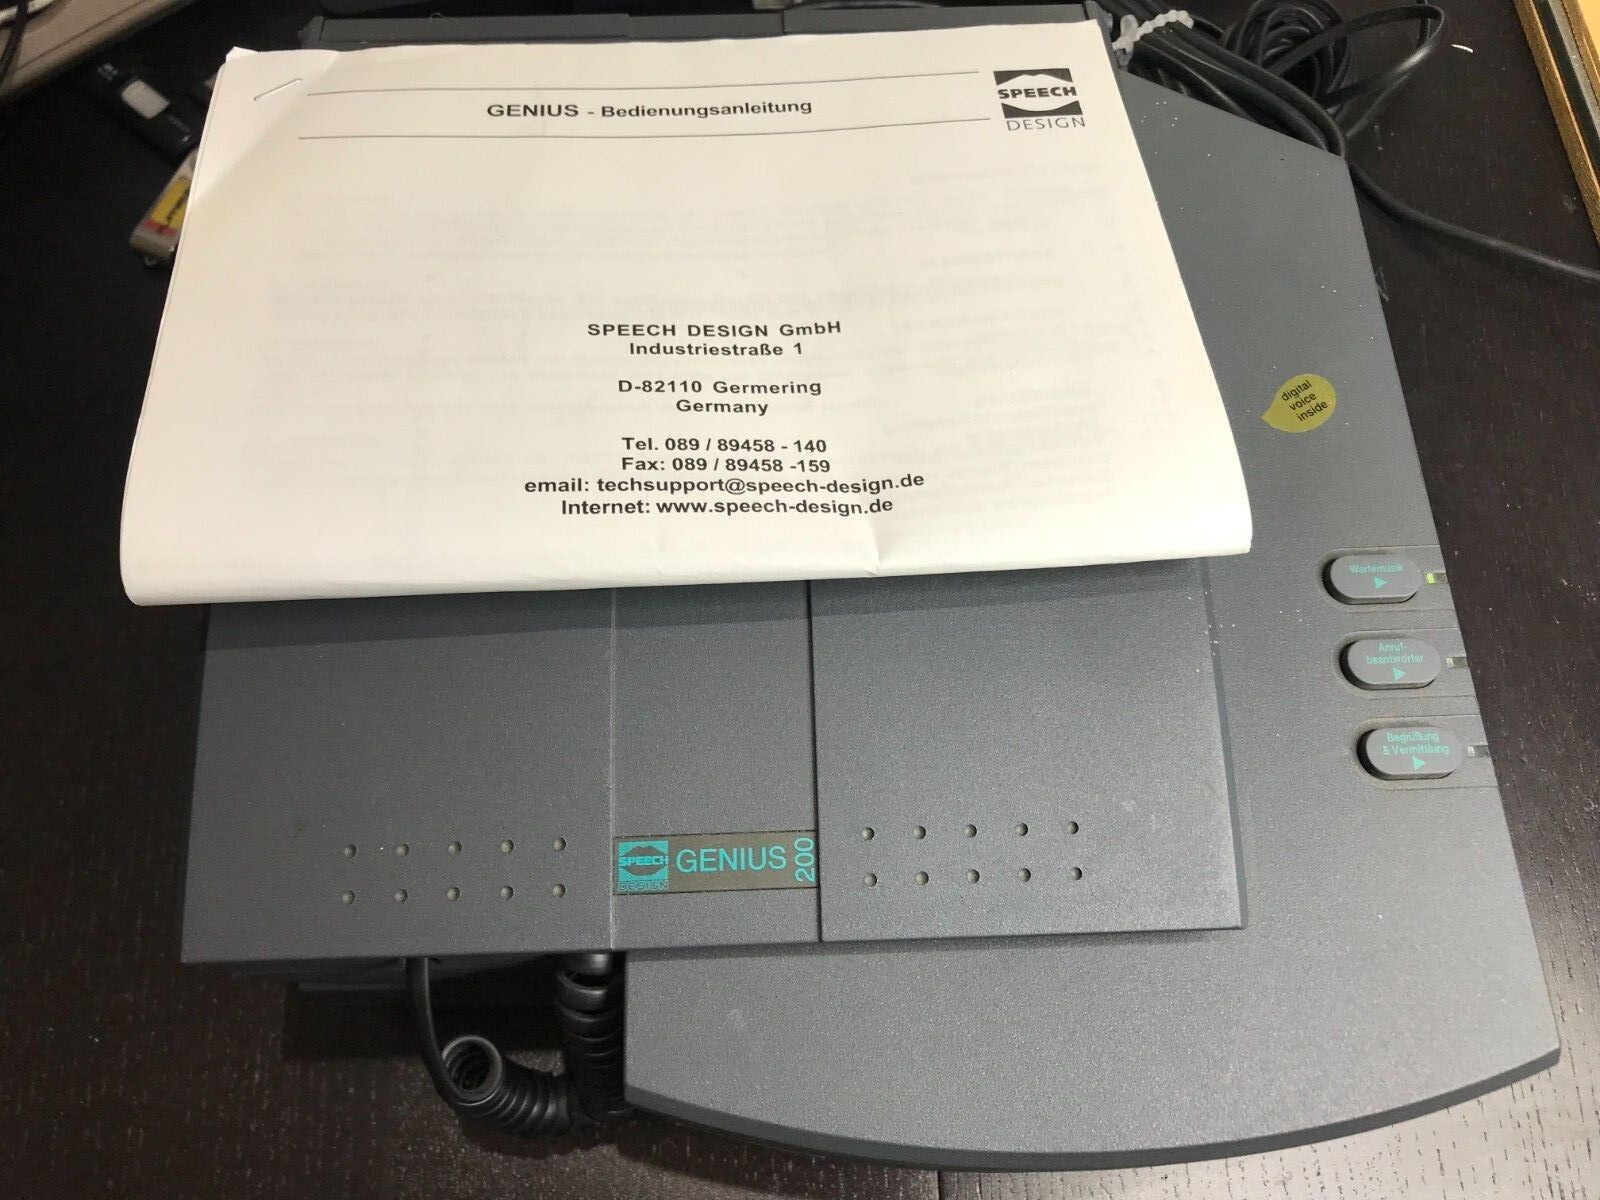 GENIUS - Bedienungsanleitung
SPEECH
DESIGN
SPEECH DESIGN GmbH
Industriestraße 1
D-82110 Germering
Germany
Tel. 089 / 89458 - 140
Fax: 089 / 89458 -159
email: techsupport@speech-design.de
Internet: www.speech-design.de
digital
voice
inside
Wartemusik
Anruf-
beantworter
Begrüßung
& Vermittlung
SPEECH
DESIGN
GENIUS 200